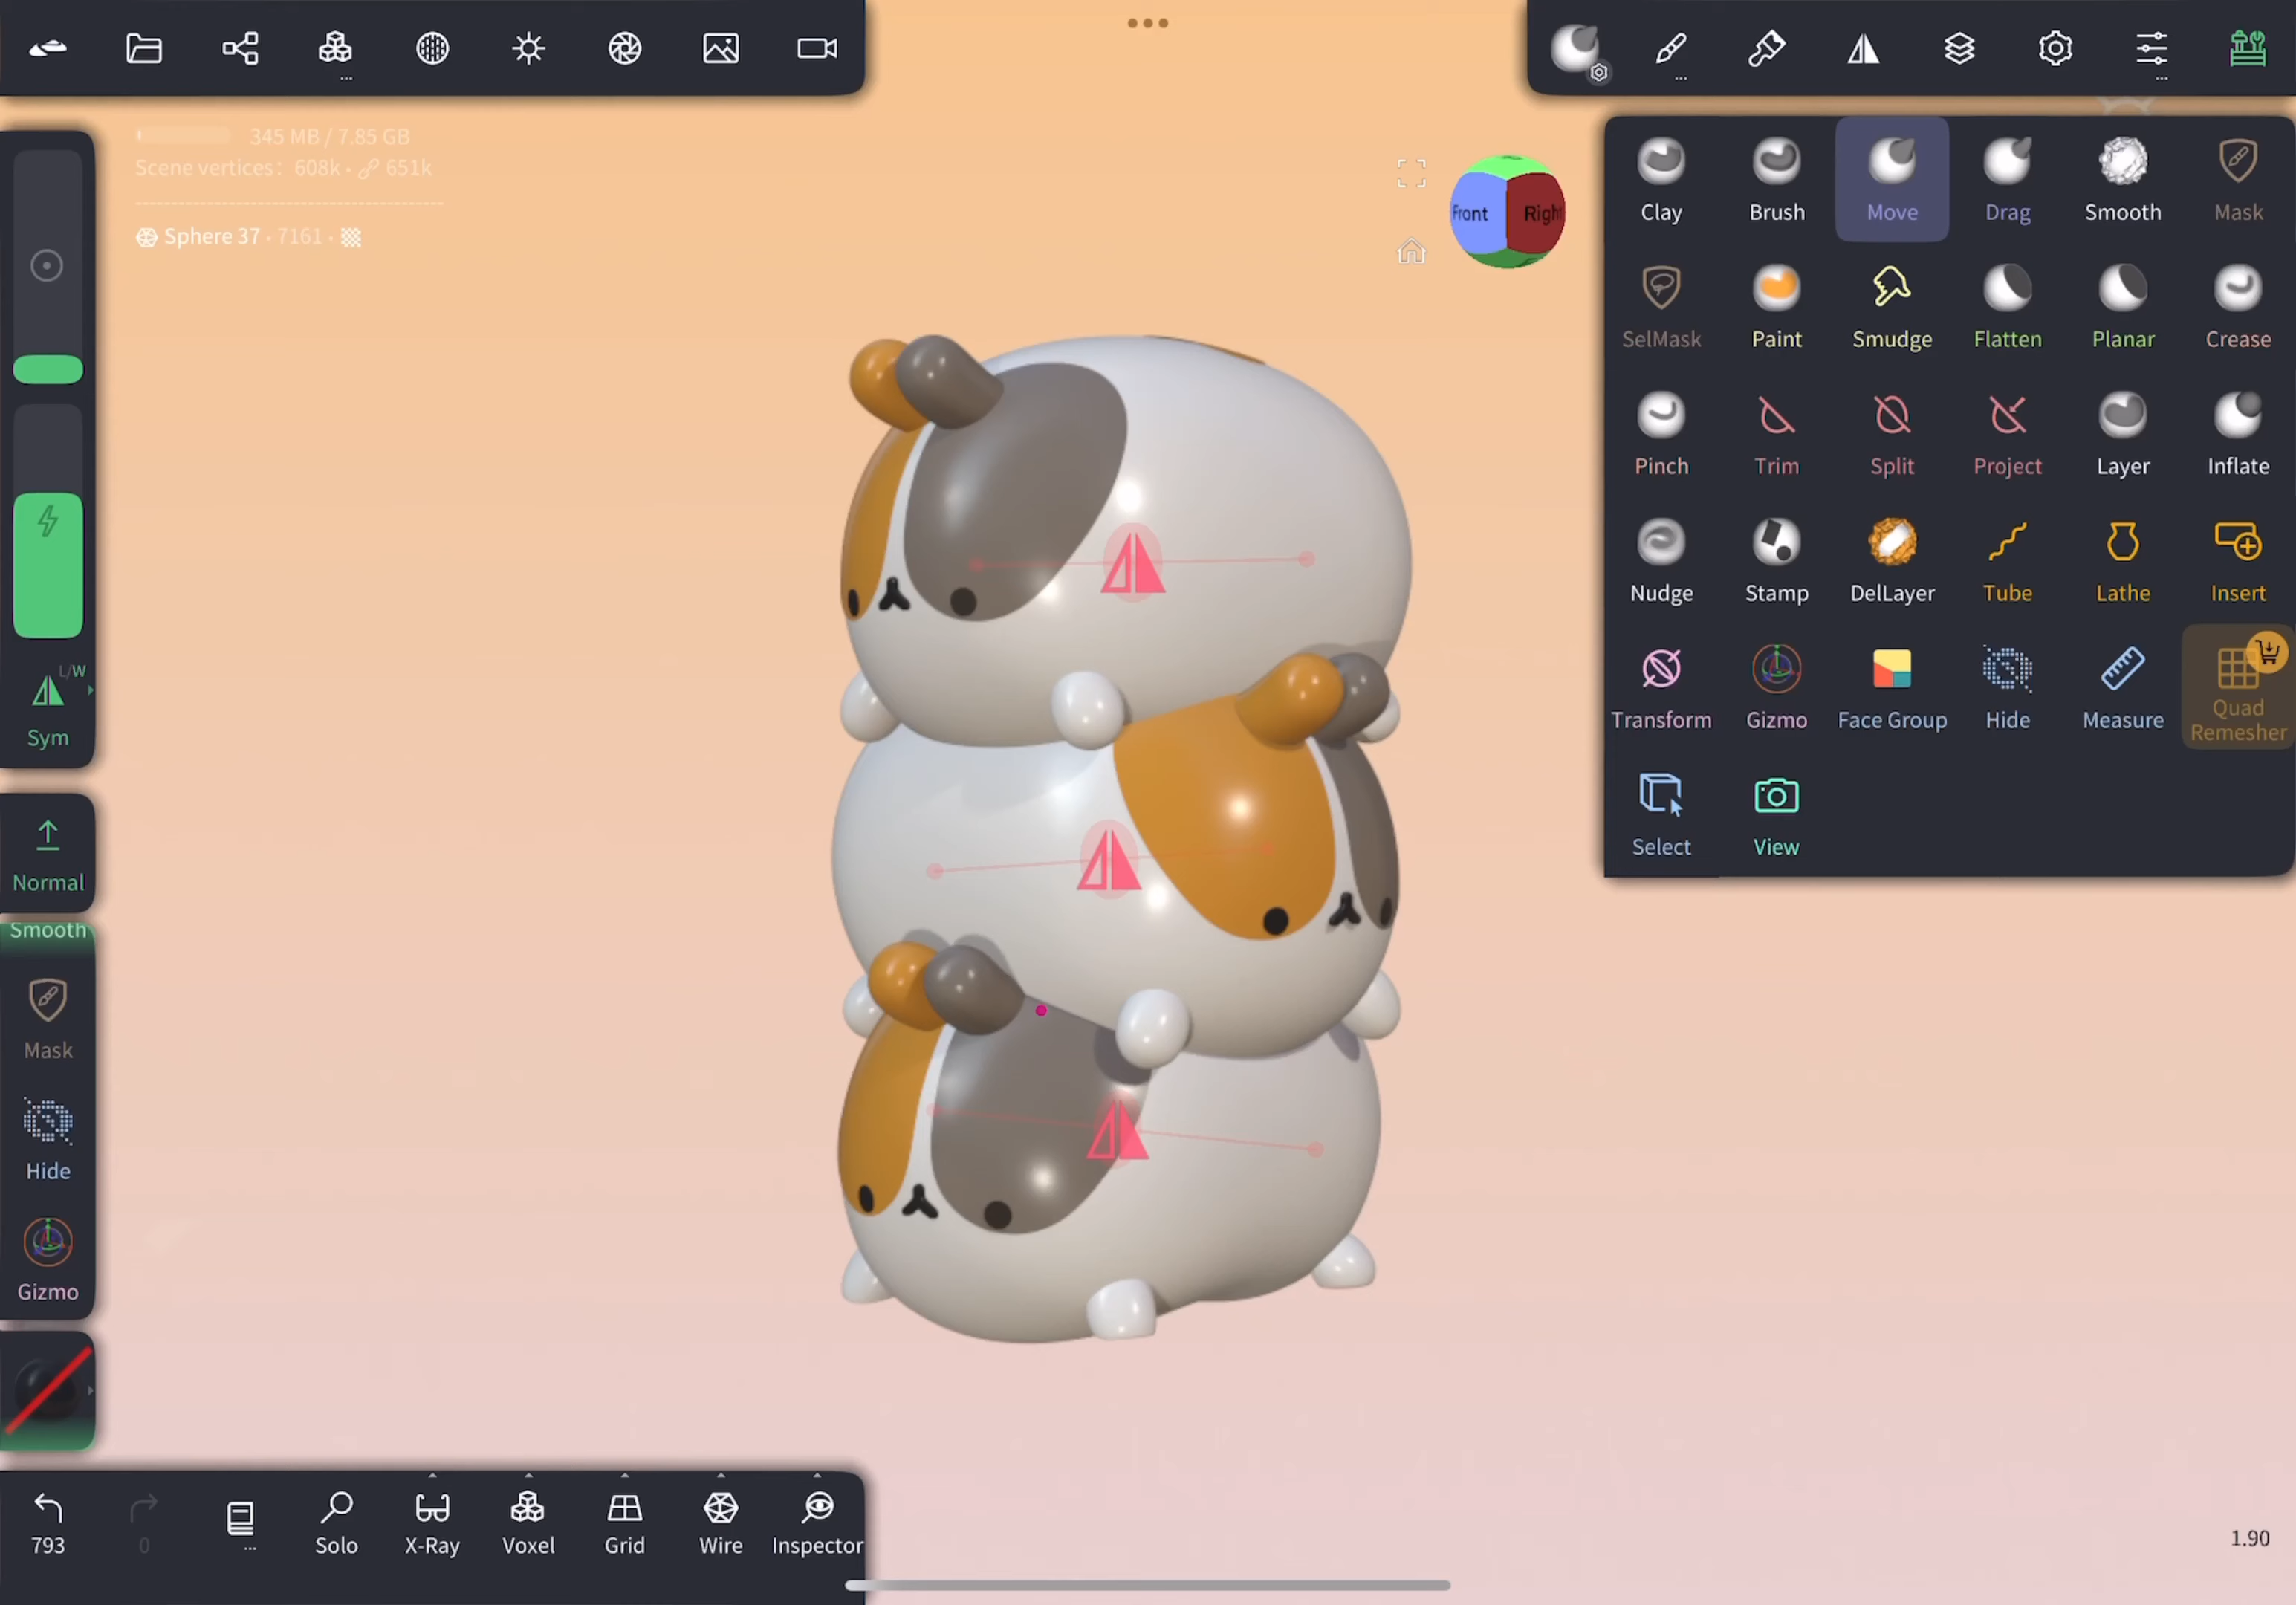 345 MB / 7.85 GB
Scene vertices: 608k • 651k
Sphere 37 • 7161 •
Front Righ
Clay Brush Move Drag Smooth Mask
SelMask Paint Smudge Flatten Planar Crease
Pinch Trim Split Project Layer Inflate
Nudge Stamp DelLayer Tube Lathe Insert
Transform Gizmo Face Group Hide Measure Quad Remesher
Select View
L/W
Sym
Normal
Smooth
Mask
Hide
Gizmo
793 0 ... Solo X-Ray Voxel Grid Wire Inspector
1.90